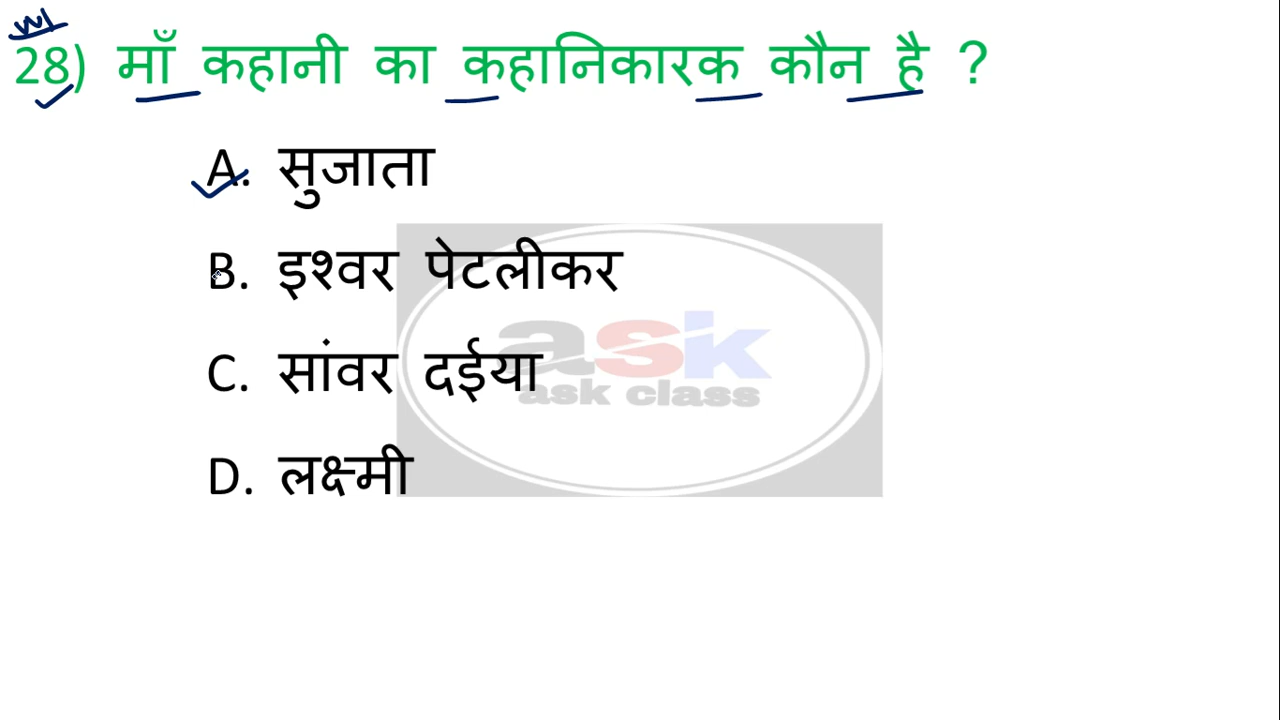 28) माँ कहानी का कहानिकारक कौन है ?
A. सुजाता
B. इश्वर पेटलीकर
C. सांवर दईया
D. लक्ष्मी
ask
ask class